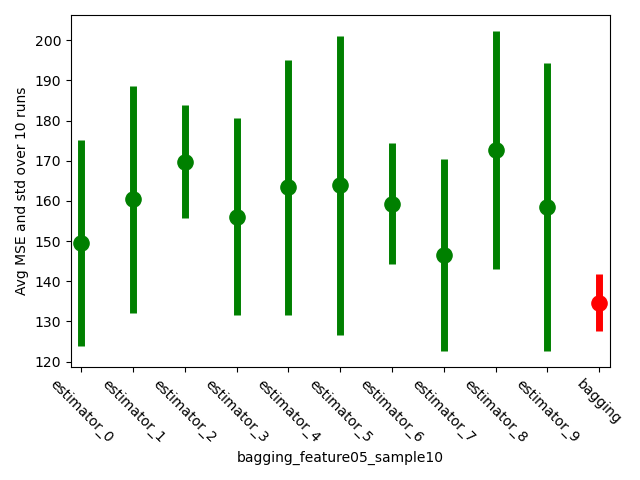 Avg MSE and std over 10 runs
200
190
180
170
160
150
140
130
120
estimator_0
estimator_1
estimator_2
estimator_3
estimator_4
estimator_5
estimator_6
estimator_7
estimator_8
estimator_9
bagging
bagging_feature05_sample10